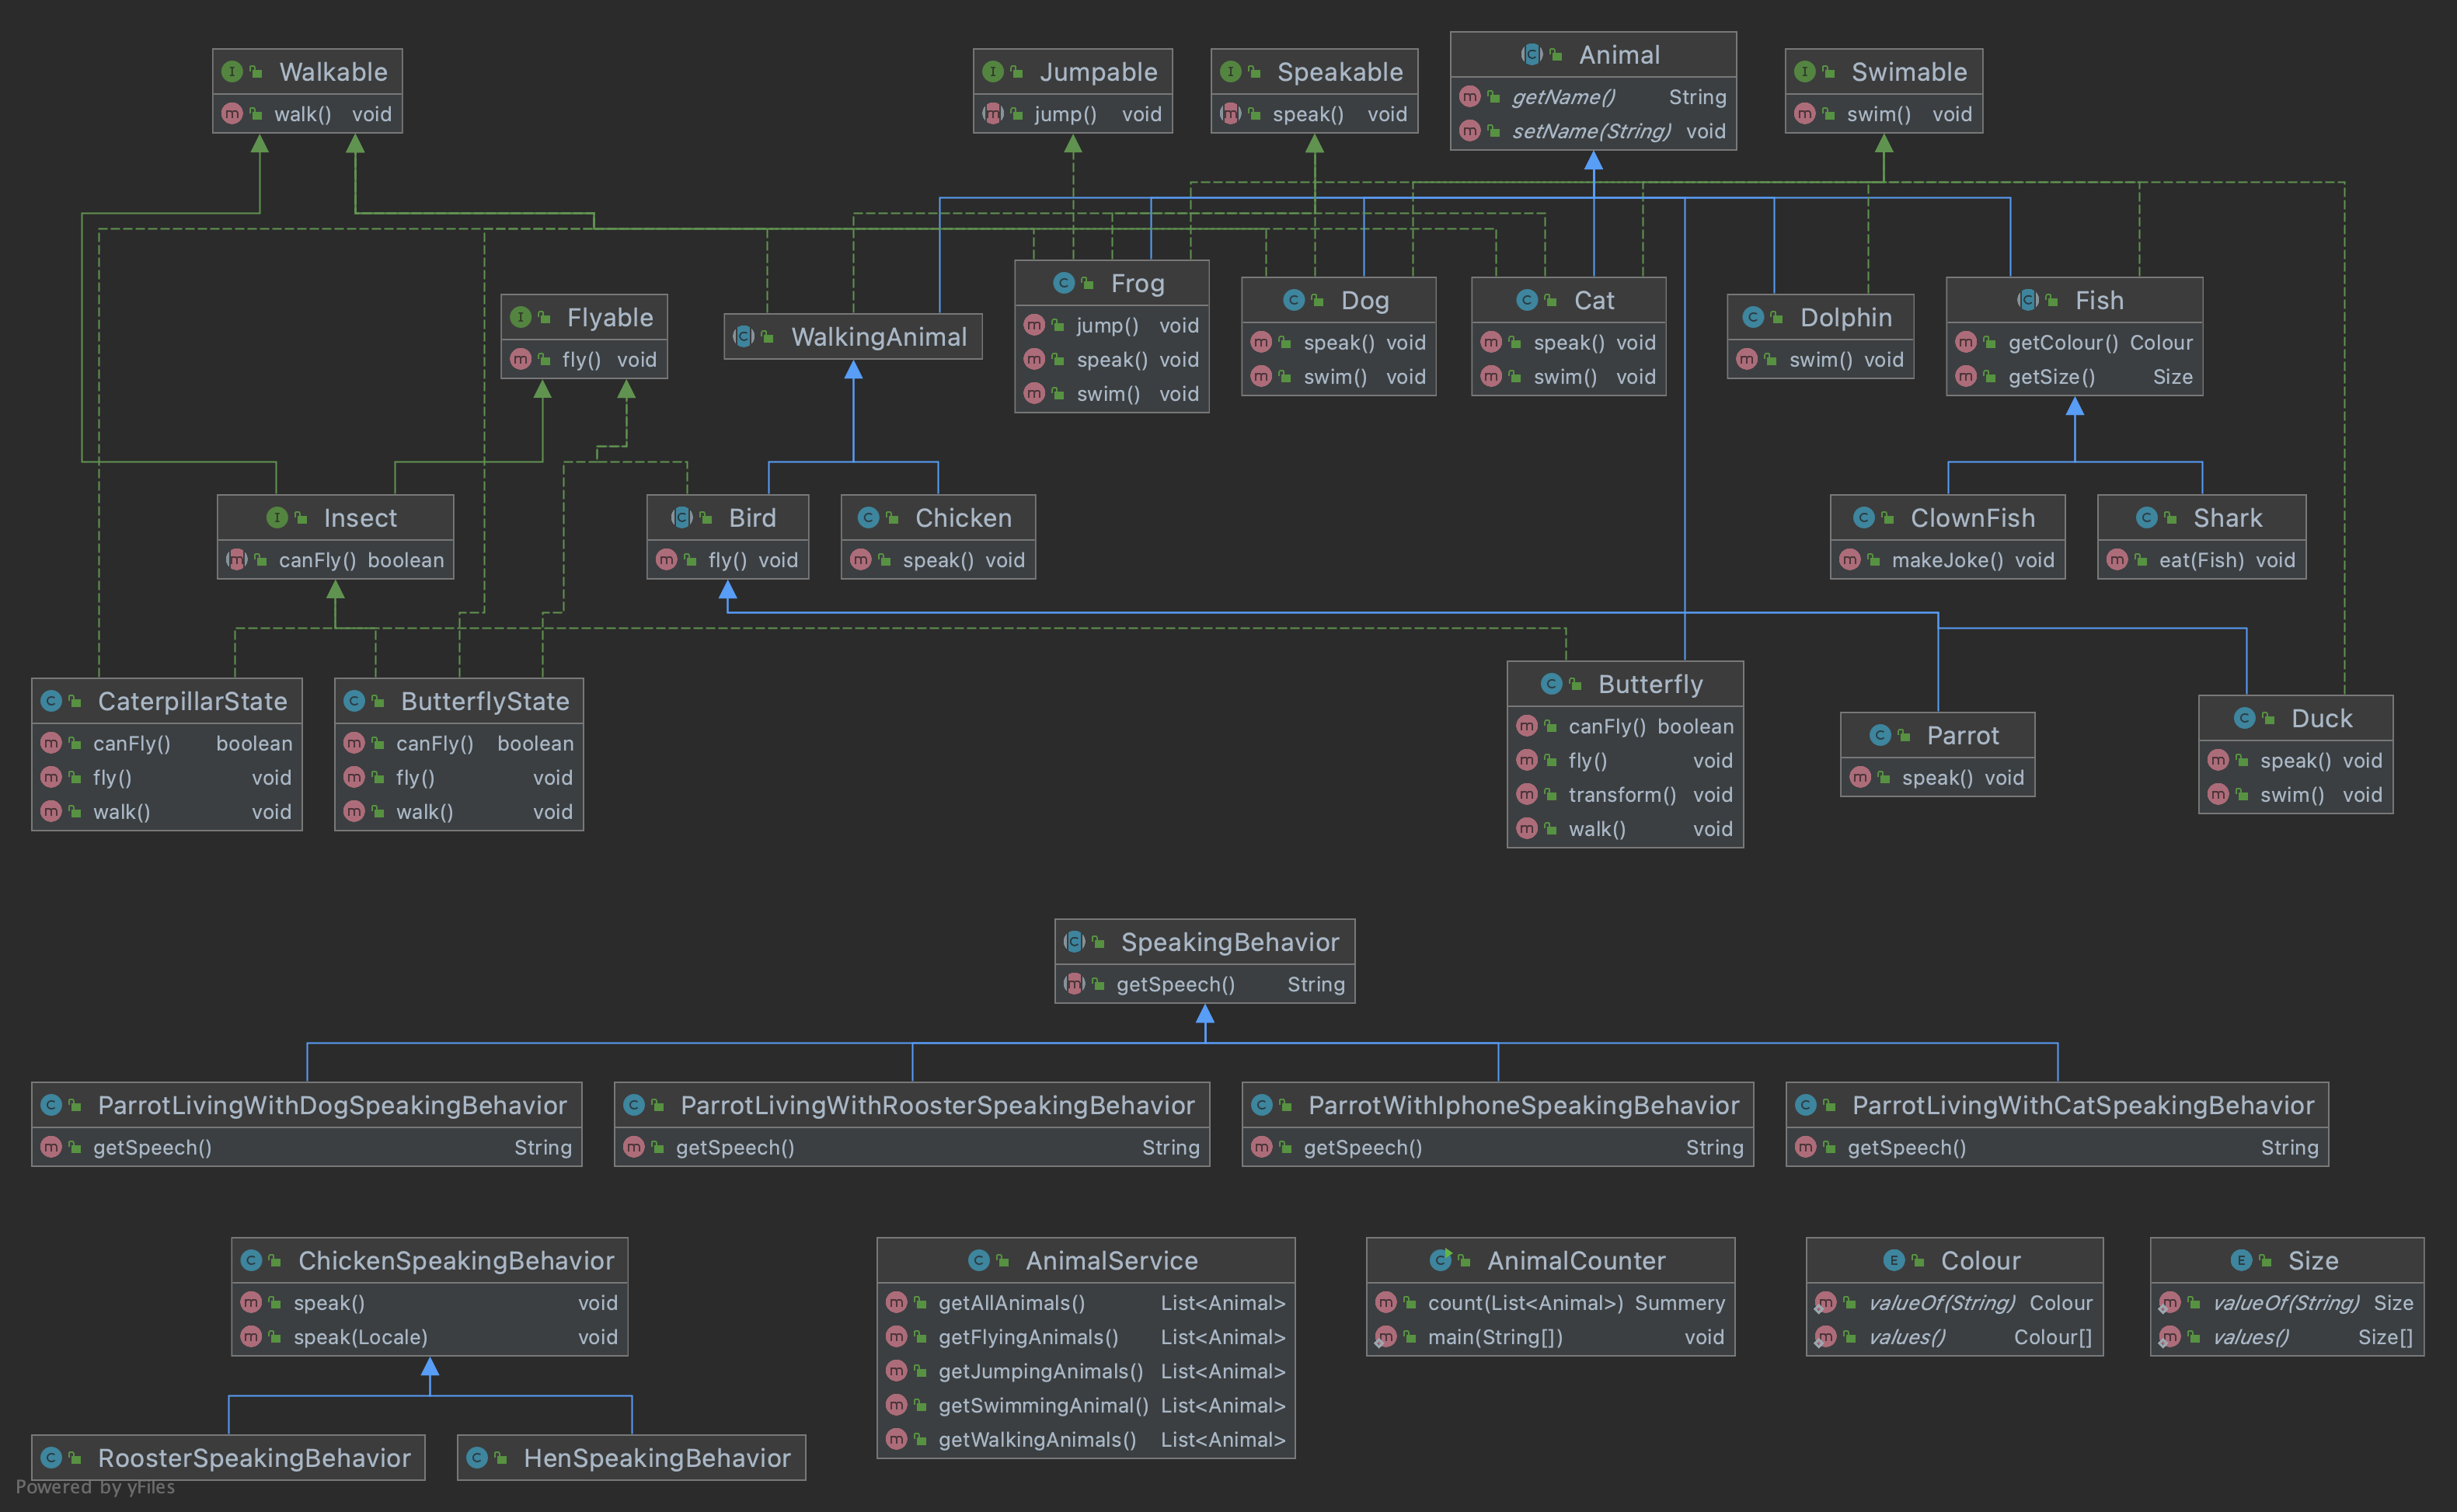 Walkable
walk() void
Jumpable
jump() void
Speakable
speak() void
Animal
getName() String
setName(String) void
Swimable
swim() void
Flyable
fly() void
WalkingAnimal
Frog
jump() void
speak() void
swim() void
Dog
speak() void
swim() void
Cat
speak() void
swim() void
Dolphin
swim() void
Fish
getColour() Colour
getSize() Size
Insect
canFly() boolean
Bird
fly() void
Chicken
speak() void
ClownFish
makeJoke() void
Shark
eat(Fish) void
CaterpillarState
canFly() boolean
fly() void
walk() void
ButterflyState
canFly() boolean
fly() void
walk() void
Butterfly
canFly() boolean
fly() void
transform() void
walk() void
Parrot
speak() void
Duck
speak() void
swim() void
SpeakingBehavior
getSpeech() String
ParrotLivingWithDogSpeakingBehavior
getSpeech() String
ParrotLivingWithRoosterSpeakingBehavior
getSpeech() String
ParrotWithIphoneSpeakingBehavior
getSpeech() String
ParrotLivingWithCatSpeakingBehavior
getSpeech() String
ChickenSpeakingBehavior
speak() void
speak(Locale) void
AnimalService
getAllAnimals() List<Animal>
getFlyingAnimals() List<Animal>
getJumpingAnimals() List<Animal>
getSwimmingAnimal() List<Animal>
getWalkingAnimals() List<Animal>
AnimalCounter
count(List<Animal>) Summery
main(String[]) void
Colour
valueOf(String) Colour
values() Colour[]
Size
valueOf(String) Size
values() Size[]
RoosterSpeakingBehavior
HenSpeakingBehavior
Powered by yFiles